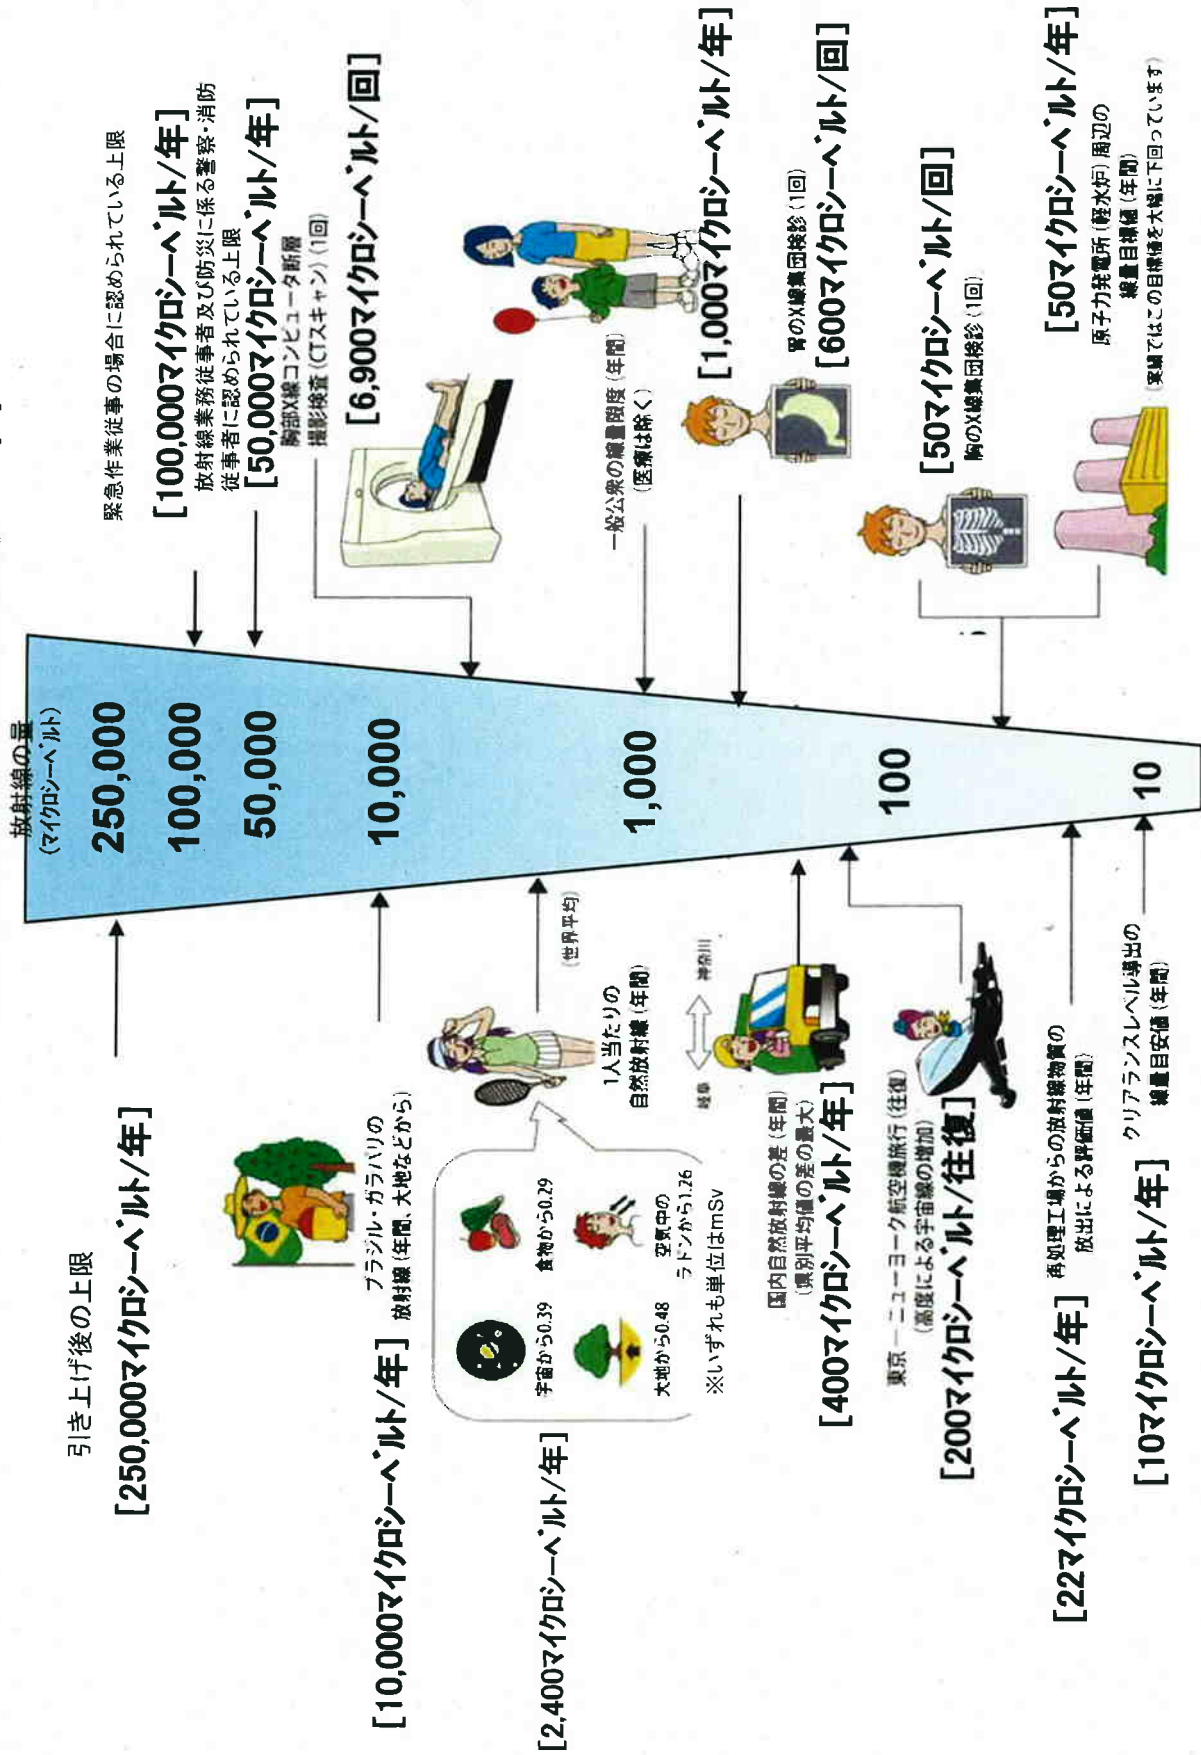 放射線の量
(マイクロシーベルト)
250,000
100,000
50,000
10,000
1,000
100
10
引き上げ後の上限
[250,000マイクロシーベルト/年]
ブラジル・ガラパリの
放射線(年間、大地などから)
[10,000マイクロシーベルト/年]
(世界平均)
1人当たりの
自然放射線(年間)
宇宙から0.39
食物から0.29
大地から0.48
空気中の
ラドンから1.26
※いずれも単位はmSv
[2,400マイクロシーベルト/年]
岐阜
神奈川
国内自然放射線の差(年間)
(県別平均値の差の最大)
[400マイクロシーベルト/年]
東京-ニューヨーク航空機旅行(往復)
(高度による宇宙線の増加)
[200マイクロシーベルト/往復]
再処理工場からの放射線物質の
放出による評価値(年間)
[22マイクロシーベルト/年]
クリアランスレベル導出の
線量目安値(年間)
[10マイクロシーベルト/年]
緊急作業従事の場合に認められている上限
[100,000マイクロシーベルト/年]
放射線業務従事者及び防災に係る警察・消防
従事者に認められている上限
[50,000マイクロシーベルト/年]
胸部X線コンピュータ断層
撮影検査(CTスキャン)(1回)
[6,900マイクロシーベルト/回]
一般公衆の線量限度(年間)
(医療は除く)
[1,000マイクロシーベルト/年]
胃のX線集団検診(1回)
[600マイクロシーベルト/回]
[50マイクロシーベルト/回]
胸のX線集団検診(1回)
[50マイクロシーベルト/年]
原子力発電所(軽水炉)周辺の
線量目標値(年間)
(実績ではこの目標値を大幅に下回っています)